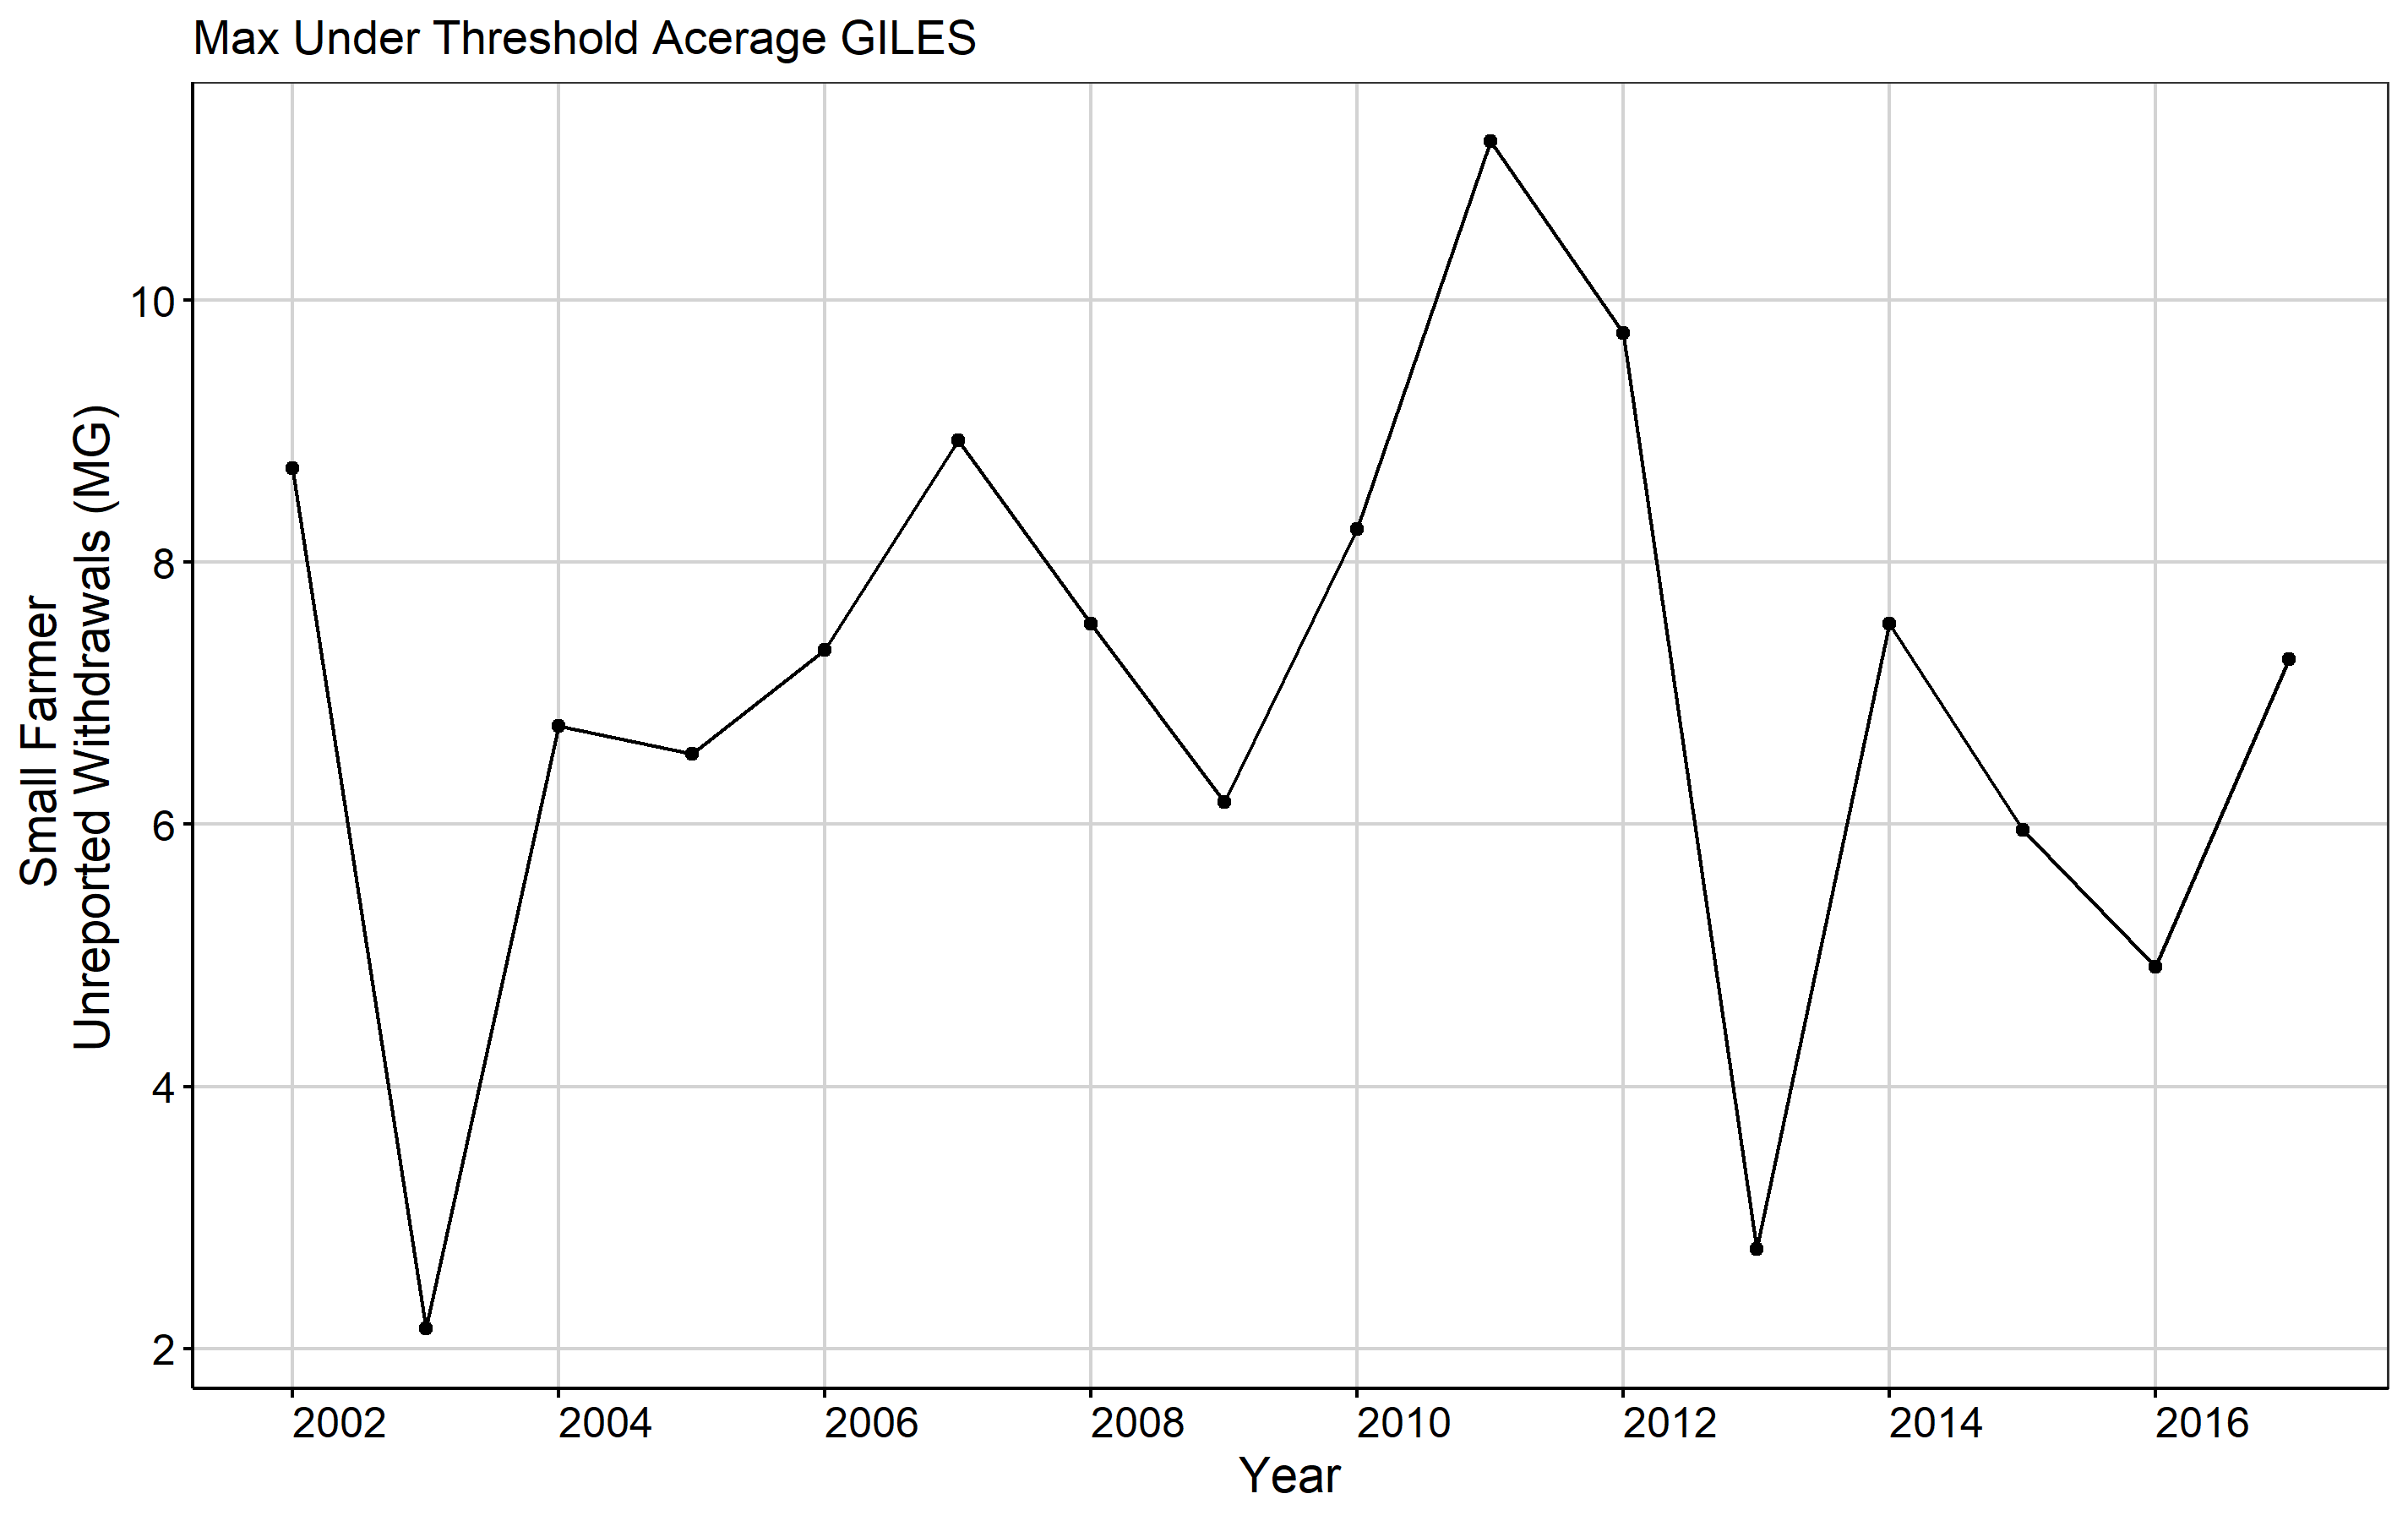 Max Under Threshold Acerage GILES
Small Farmer
Unreported Withdrawals (MG)
10
8
6
4
2
2002 2004 2006 2008 2010 2012 2014 2016
Year